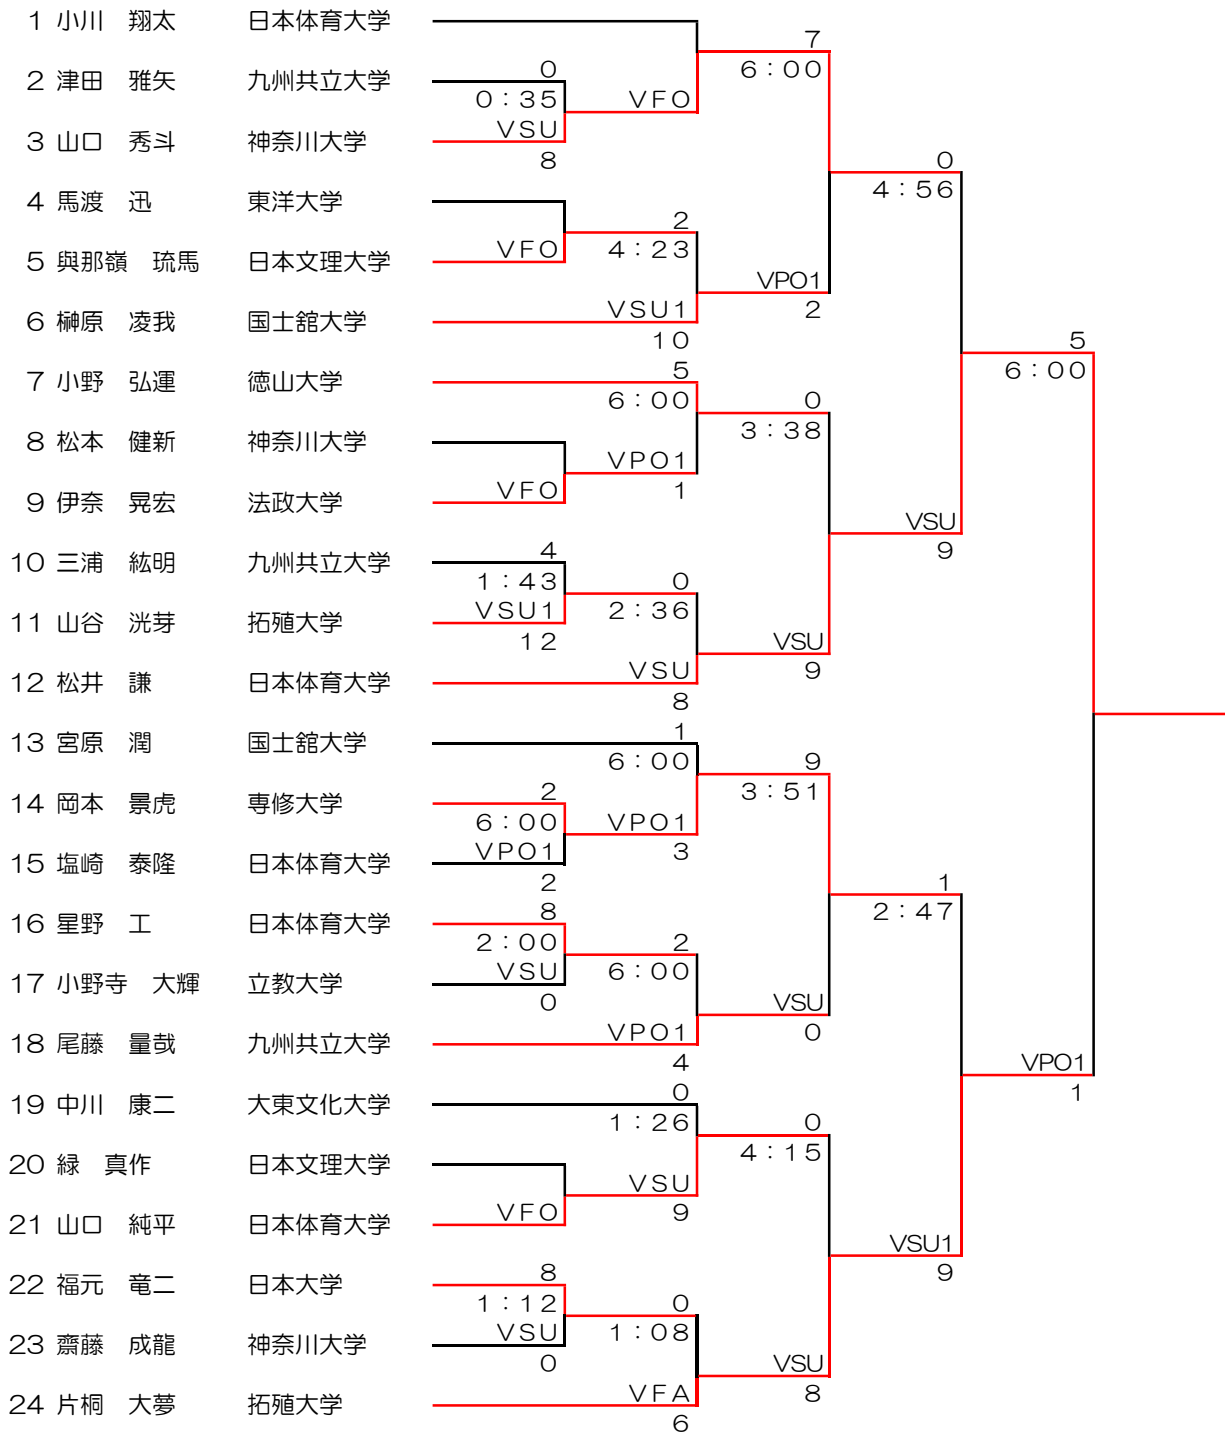 1 小川　翔太　日本体育大学
7
0
6：00
2 津田　雅矢　九州共立大学
0：35
VFO
VSU
3 山口　秀斗　神奈川大学
8
0
4：56
4 馬渡　迅　東洋大学
2
VFO
4：23
5 與那嶺　琉馬　日本文理大学
VPO1
VSU1
2
6 榊原　凌我　国士舘大学
10
5
5
6：00
7 小野　弘運　徳山大学
6：00
0
3：38
8 松本　健新　神奈川大学
VPO1
VFO
1
9 伊奈　晃宏　法政大学
VSU
4
9
10 三浦　紘明　九州共立大学
1：43
0
VSU1
2：36
11 山谷　洸芽　拓殖大学
12
VSU
VSU
9
12 松井　謙　日本体育大学
8
1
13 宮原　潤　国士舘大学
6：00
9
2
3：51
14 岡本　景虎　専修大学
6：00
VPO1
VPO1
3
15 塩崎　泰隆　日本体育大学
2
1
8
2：47
16 星野　工　日本体育大学
2：00
2
VSU
6：00
17 小野寺　大輝　立教大学
0
VSU
VPO1
0
18 尾藤　量哉　九州共立大学
4
VPO1
0
1
19 中川　康二　大東文化大学
1：26
0
4：15
20 緑　真作　日本文理大学
VSU
VFO
9
21 山口　純平　日本体育大学
VSU1
8
9
22 福元　竜二　日本大学
1：12
0
VSU
1：08
23 齋藤　成龍　神奈川大学
0
VSU
VFA
8
24 片桐　大夢　拓殖大学
6